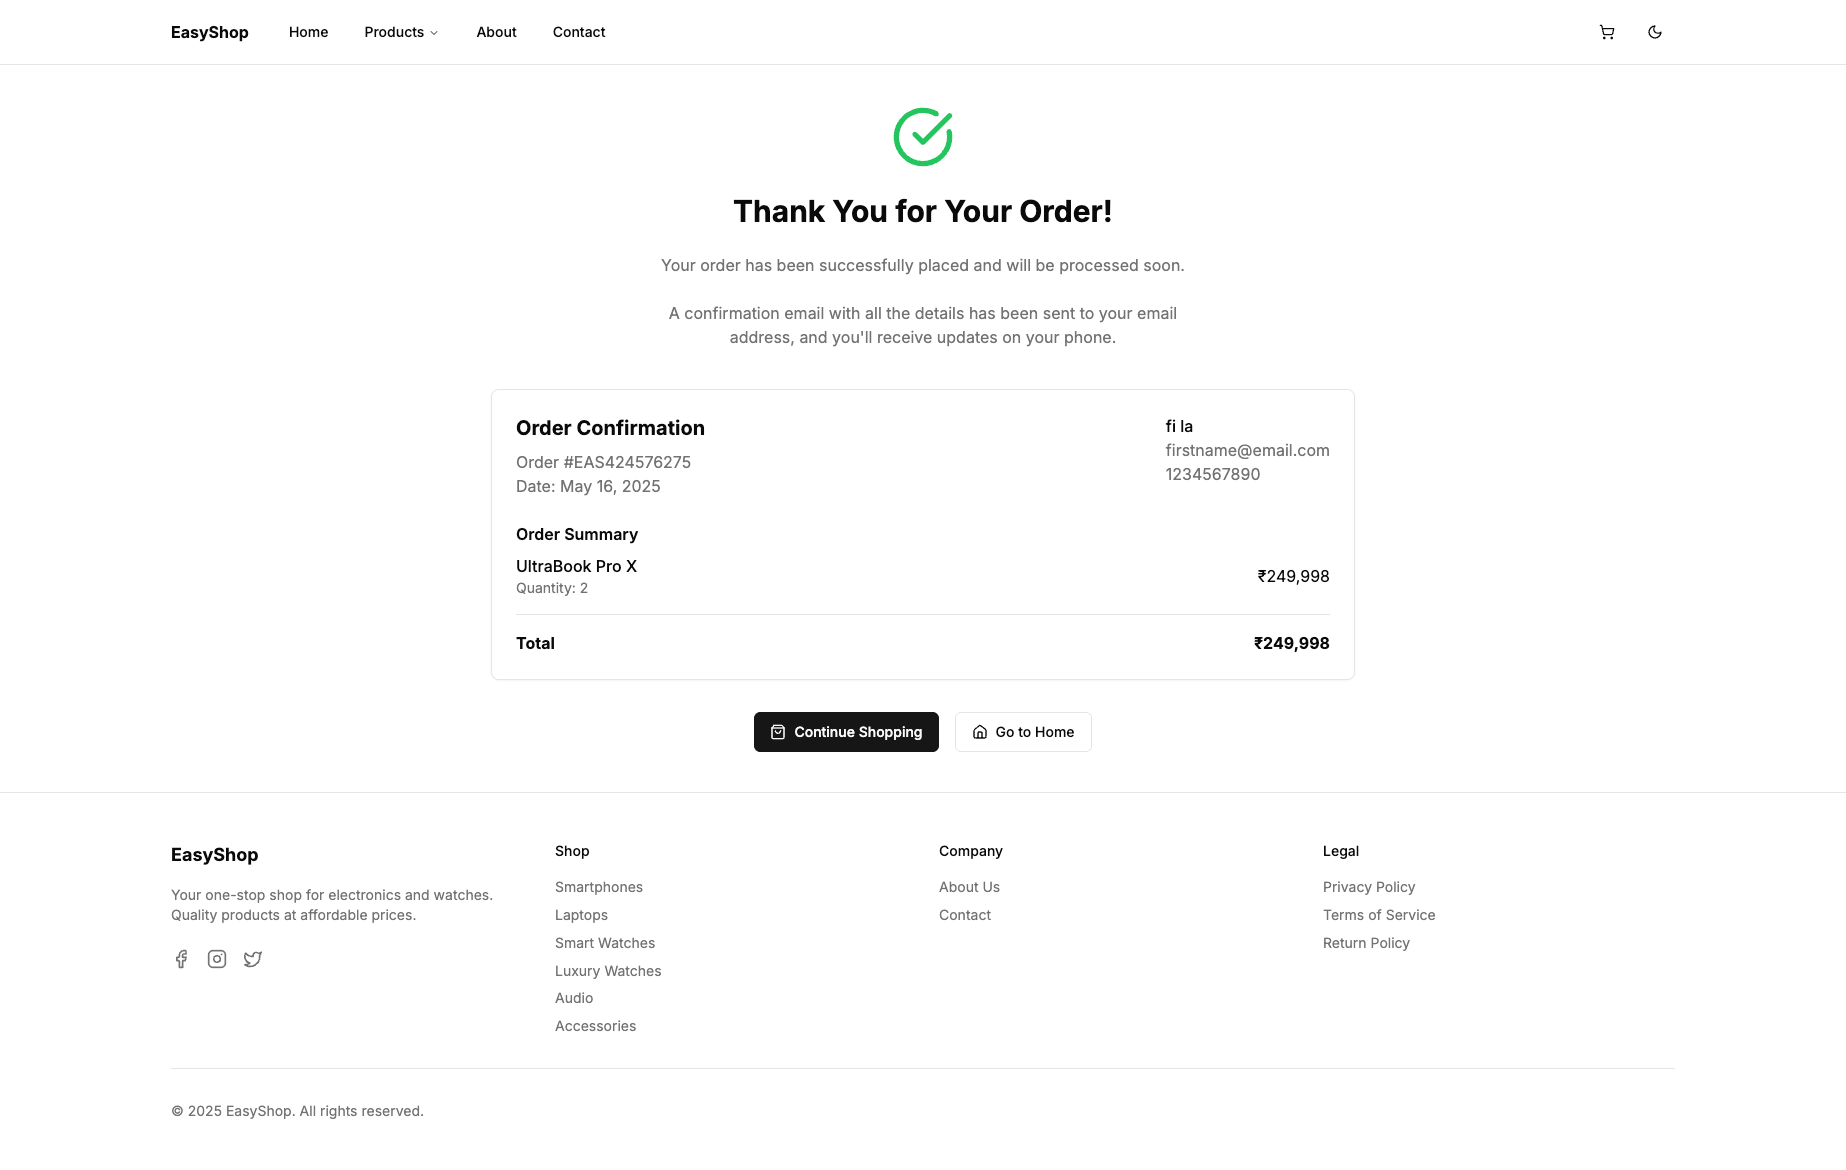 EasyShop
Home
Products
About
Contact
Thank You for Your Order!
Your order has been successfully placed and will be processed soon.
A confirmation email with all the details has been sent to your email
address, and you'll receive updates on your phone.
Order Confirmation
Order #EAS424576275
Date: May 16, 2025
fi la
firstname@email.com
1234567890
Order Summary
UltraBook Pro X
Quantity: 2
₹249,998
Total
₹249,998
Continue Shopping
Go to Home
EasyShop
Your one-stop shop for electronics and watches.
Quality products at affordable prices.
Shop
Smartphones
Laptops
Smart Watches
Luxury Watches
Audio
Accessories
Company
About Us
Contact
Legal
Privacy Policy
Terms of Service
Return Policy
© 2025 EasyShop. All rights reserved.